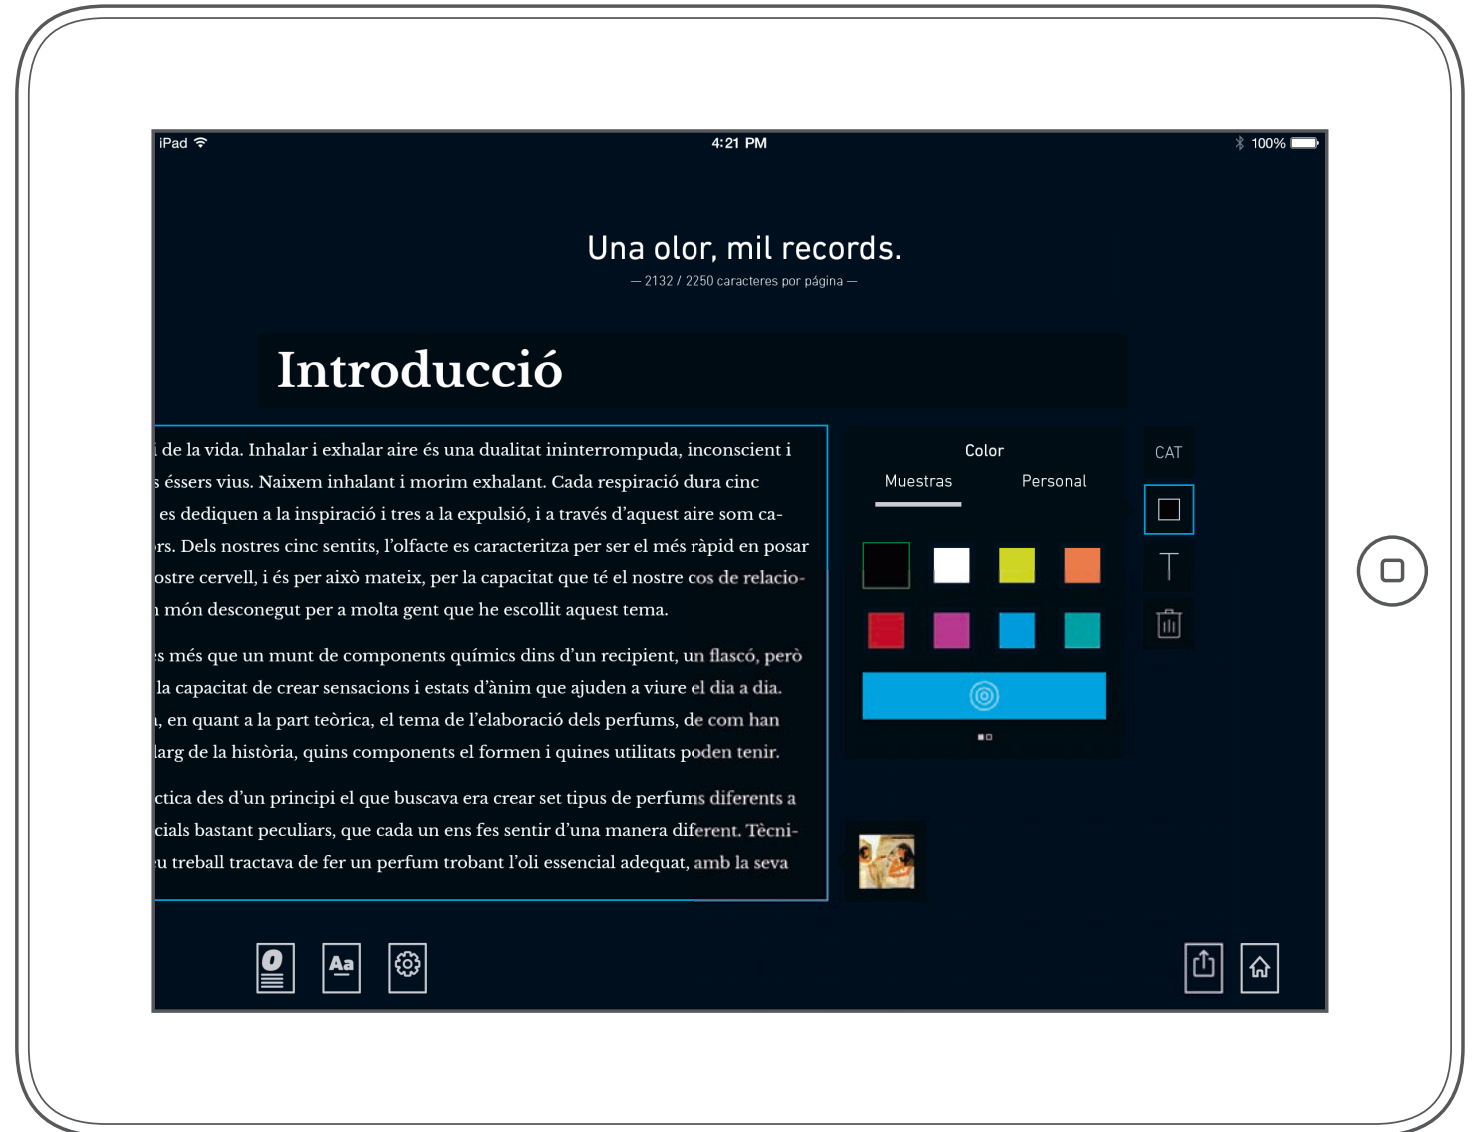 iPad
4:21 PM
100%
Una olor, mil records.
— 2132 / 2250 caracteres por página —
Introducció
de la vida. Inhalar i exhalar aire és una dualitat ininterrompuda, inconscient i
éssers vius. Naixem inhalant i morim exhalant. Cada respiració dura cinc
es dediquen a la inspiració i tres a la expulsió, i a través d'aquest aire som ca-
Dels nostres cinc sentits, l'olfacte es caracteritza per ser el més ràpid en posar
cervell, i és per això mateix, per la capacitat que té el nostre cos de relacio-
món desconegut per a molta gent que he escollit aquest tema.
més que un munt de components químics dins d'un recipient, un flascó, però
la capacitat de crear sensacions i estats d'ànim que ajuden a viure el dia a dia.
en quant a la part teòrica, el tema de l'elaboració dels perfums, de com han
larg de la història, quins components el formen i quines utilitats poden tenir.
des d'un principi el que buscava era crear set tipus de perfums diferents a
bastant peculiars, que cada un ens fes sentir d'una manera diferent. Tècni-
treball tractava de fer un perfum trobant l'oli essencial adequat, amb la seva
Color
Muestras Personal
CAT
T
O
Aa